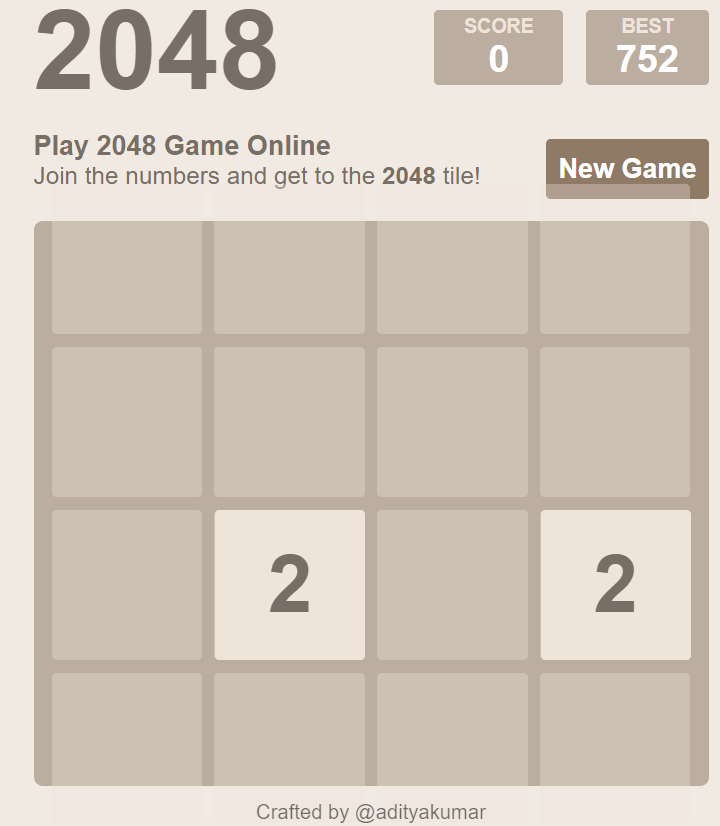 2048
SCORE
0
BEST
752
Play 2048 Game Online
Join the numbers and get to the 2048 tile!
New Game
2
2
Crafted by @adityakumar